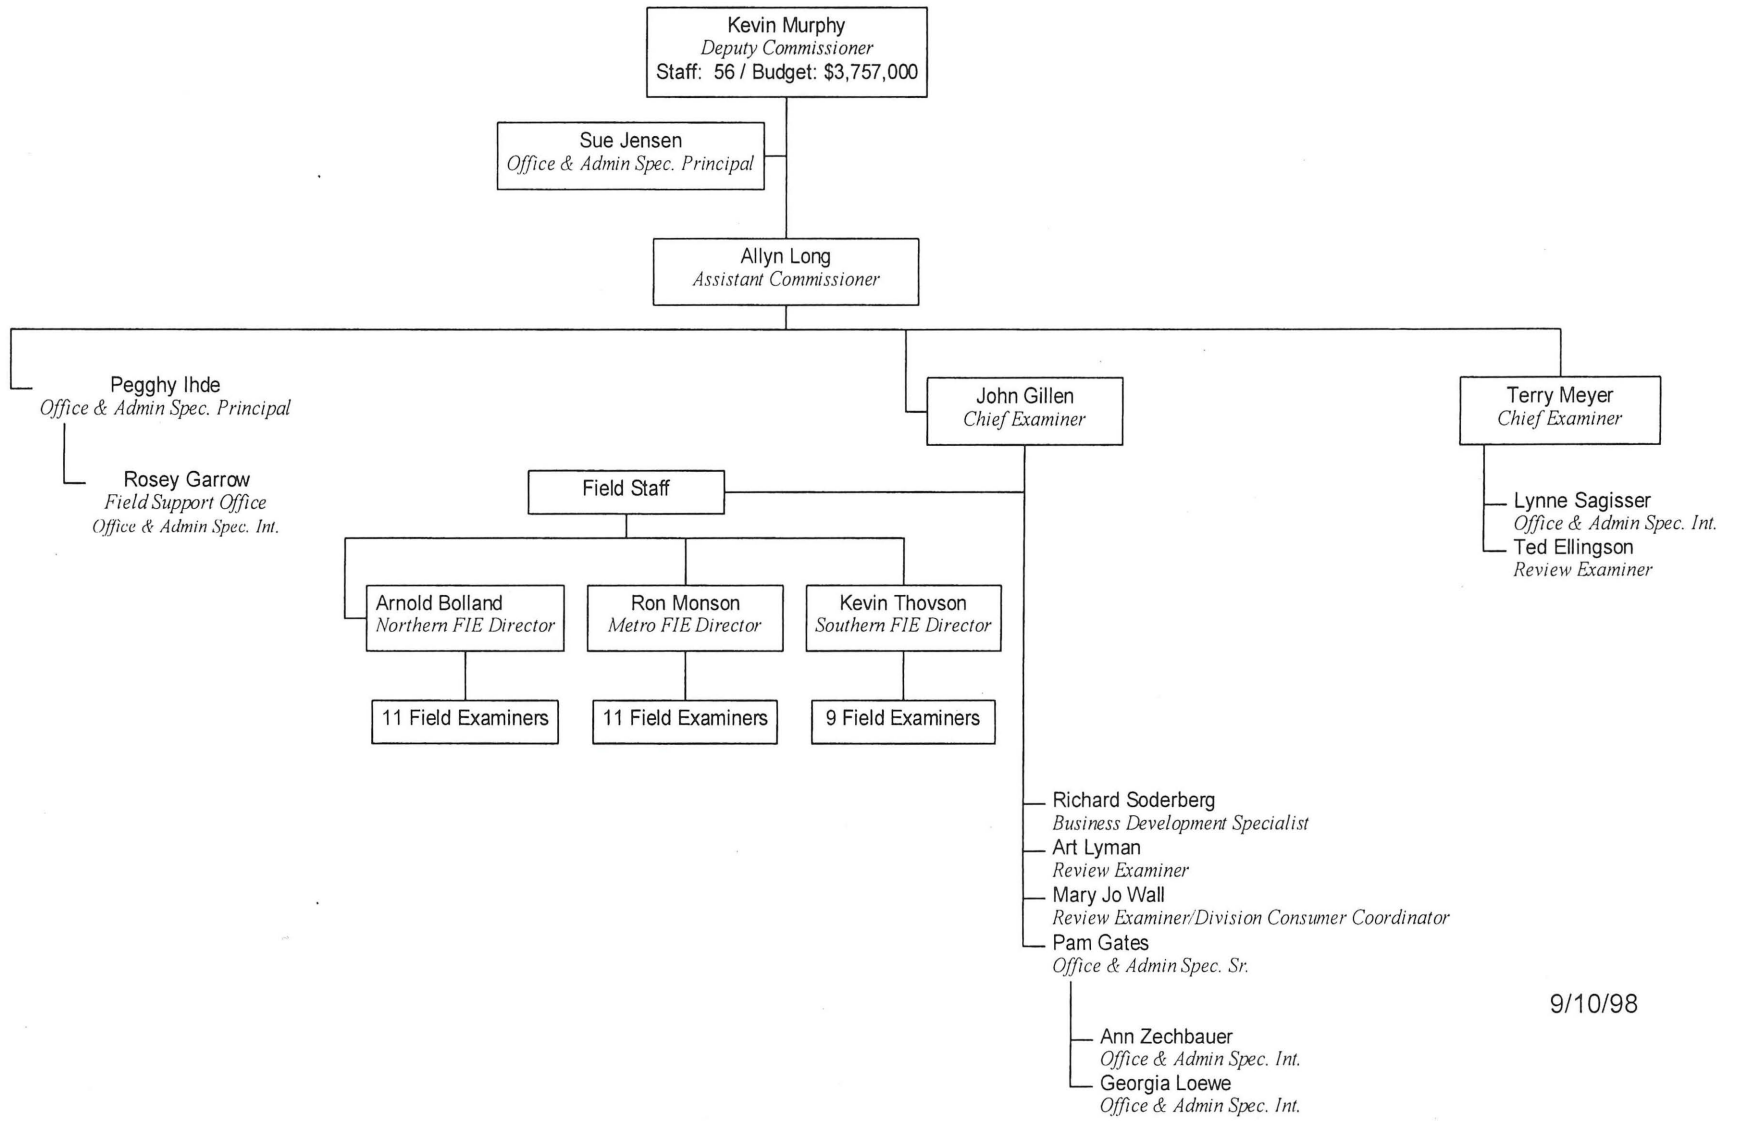 Kevin Murphy
Deputy Commissioner
Staff: 56 / Budget: $3,757,000
Sue Jensen
Office & Admin Spec. Principal
Allyn Long
Assistant Commissioner
Pegghy Ihde
Office & Admin Spec. Principal
Rosey Garrow
Field Support Office
Office & Admin Spec. Int.
John Gillen
Chief Examiner
Terry Meyer
Chief Examiner
Lynne Sagisser
Office & Admin Spec. Int.
Ted Ellingson
Review Examiner
Field Staff
Arnold Bolland
Northern FIE Director
Ron Monson
Metro FIE Director
Kevin Thovson
Southern FIE Director
11 Field Examiners
11 Field Examiners
9 Field Examiners
Richard Soderberg
Business Development Specialist
Art Lyman
Review Examiner
Mary Jo Wall
Review Examiner/Division Consumer Coordinator
Pam Gates
Office & Admin Spec. Sr.
Ann Zechbauer
Office & Admin Spec. Int.
Georgia Loewe
Office & Admin Spec. Int.
9/10/98